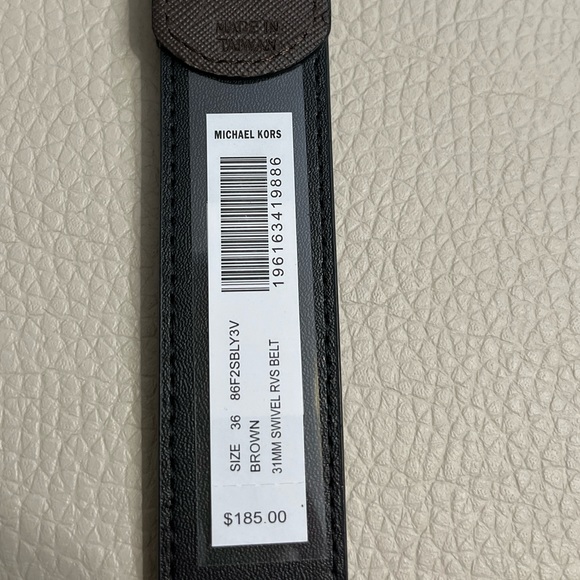 MADE IN
TAIWAN
MICHAEL KORS
196163419886
SIZE 36 86F2SBLY3V
BROWN
31MM SWIVEL RVS BELT
$185.00